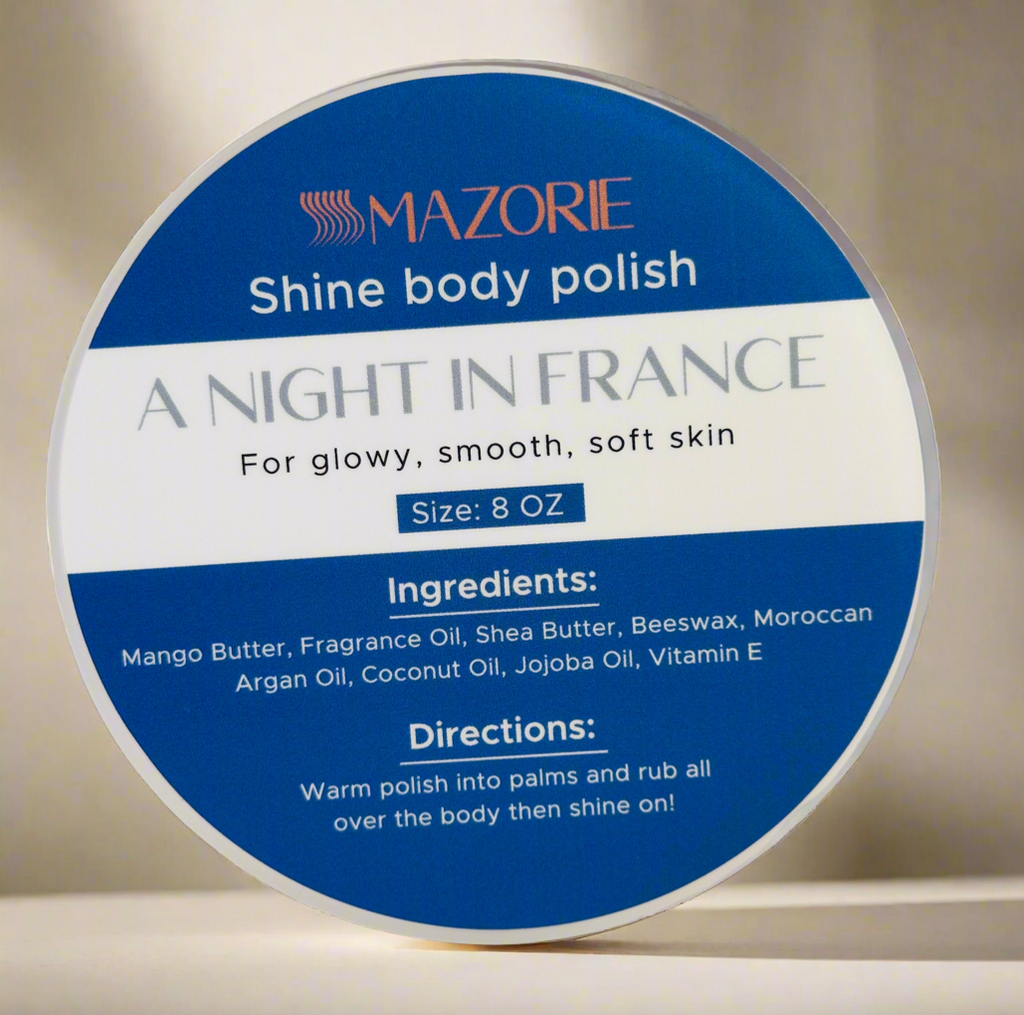 MAZORIE
Shine body polish
A NIGHT IN FRANCE
For glowy, smooth, soft skin
Size: 8 OZ
Ingredients:
Mango Butter, Fragrance Oil, Shea Butter, Beeswax, Moroccan
Argan Oil, Coconut Oil, Jojoba Oil, Vitamin E
Directions:
Warm polish into palms and rub all
over the body then shine on!